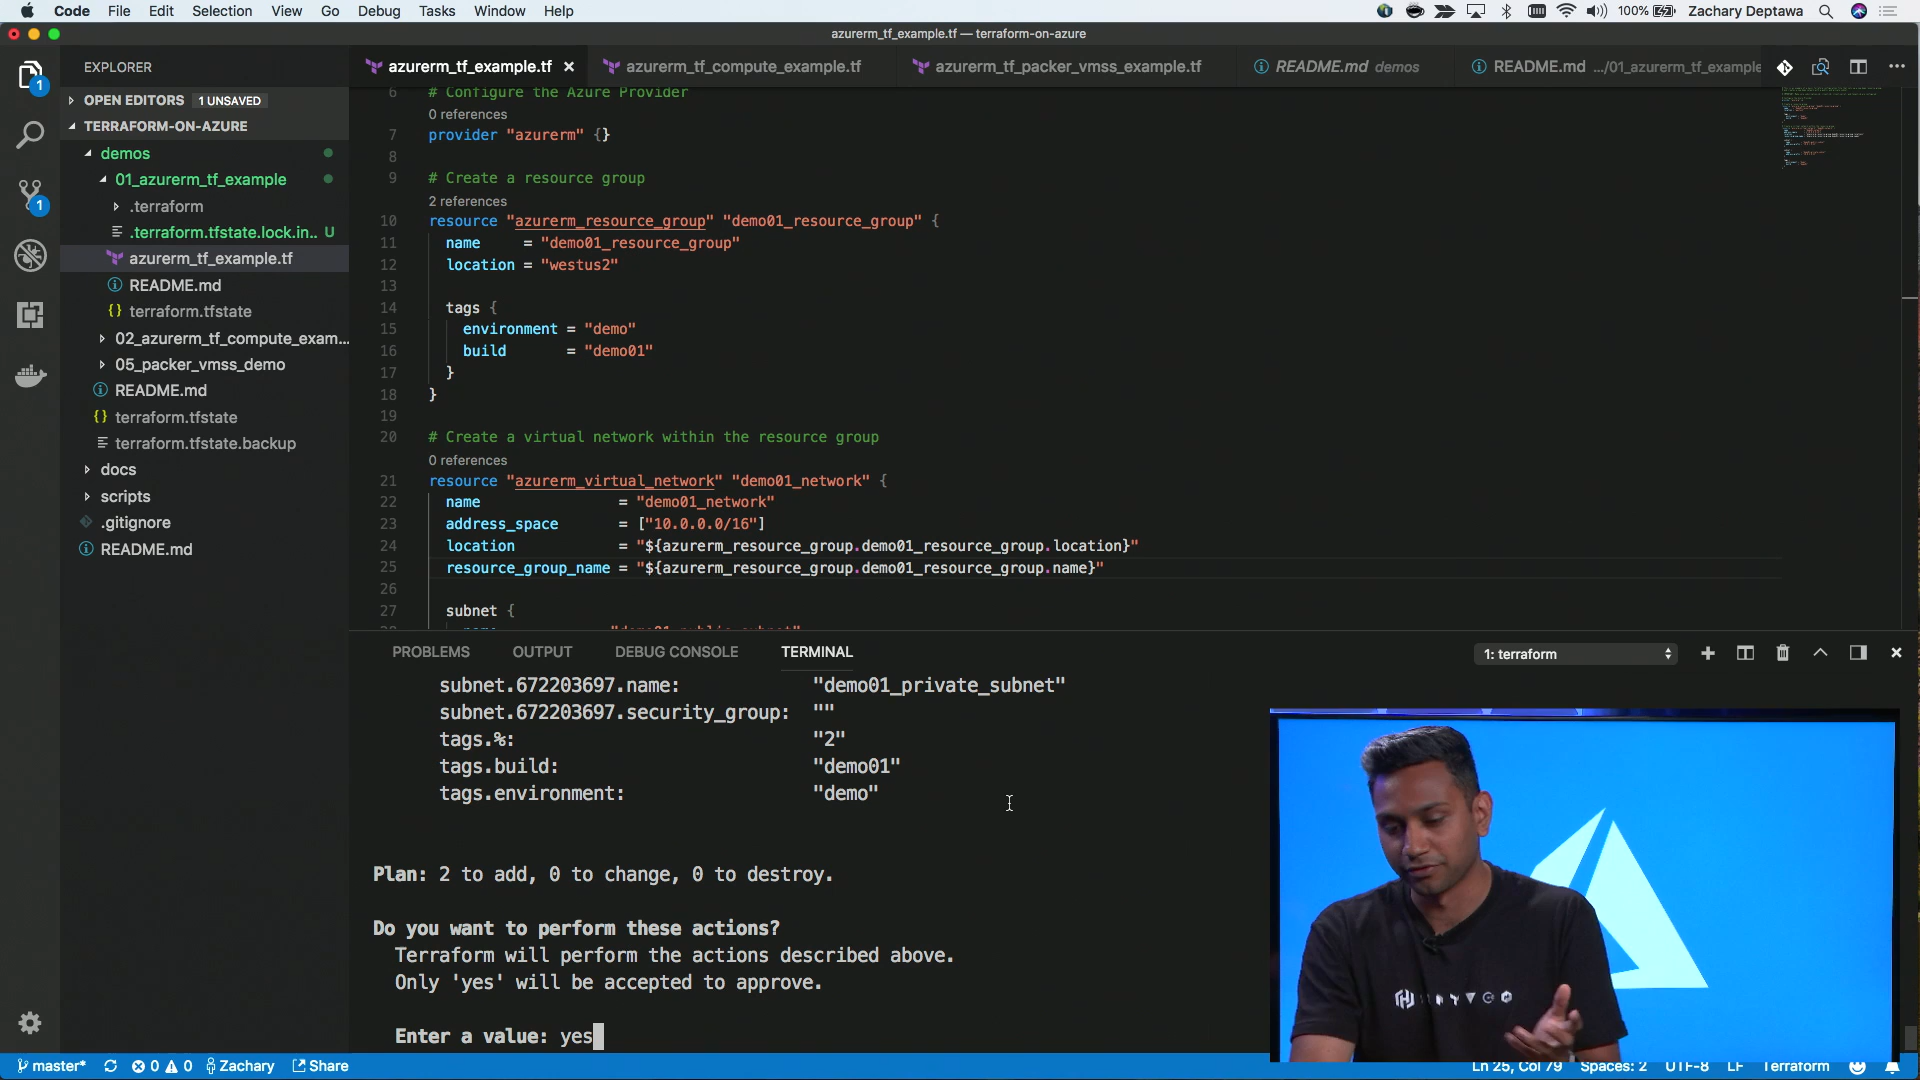 Code File Edit Selection View Go Debug Tasks Window Help
100% Zachary Deptawa
azurerm_tf_example.tf — terraform-on-azure
EXPLORER
OPEN EDITORS 1 UNSAVED
TERRAFORM-ON-AZURE
demos
01_azurerm_tf_example
.terraform
.terraform.tfstate.lock.in.. U
azurerm_tf_example.tf
README.md
terraform.tfstate
02_azurerm_tf_compute_exam...
05_packer_vmss_demo
README.md
terraform.tfstate
terraform.tfstate.backup
docs
scripts
.gitignore
README.md
1
1
azurerm_tf_example.tf azurerm_tf_compute_example.tf azurerm_tf_packer_vmss_example.tf README.md demos README.md .../01_azurerm_tf_example
6 # Configure the Azure Provider
0 references
7 provider "azurerm" {}
8
9 # Create a resource group
2 references
10 resource "azurerm_resource_group" "demo01_resource_group" {
11 name = "demo01_resource_group"
12 location = "westus2"
13
14 tags {
15 environment = "demo"
16 build = "demo01"
17 }
18 }
19
20 # Create a virtual network within the resource group
0 references
21 resource "azurerm_virtual_network" "demo01_network" {
22 name = "demo01_network"
23 address_space = ["10.0.0.0/16"]
24 location = "${azurerm_resource_group.demo01_resource_group.location}"
25 resource_group_name = "${azurerm_resource_group.demo01_resource_group.name}"
26
27 subnet {
PROBLEMS OUTPUT DEBUG CONSOLE TERMINAL
1: terraform
subnet.672203697.name: "demo01_private_subnet"
subnet.672203697.security_group: ""
tags.%: "2"
tags.build: "demo01"
tags.environment: "demo"
Plan: 2 to add, 0 to change, 0 to destroy.
Do you want to perform these actions?
Terraform will perform the actions described above.
Only 'yes' will be accepted to approve.
Enter a value: yes
master* 0 0 Zachary Share
Ln 25, Col 79 Spaces: 2 UTF-8 LF Terraform